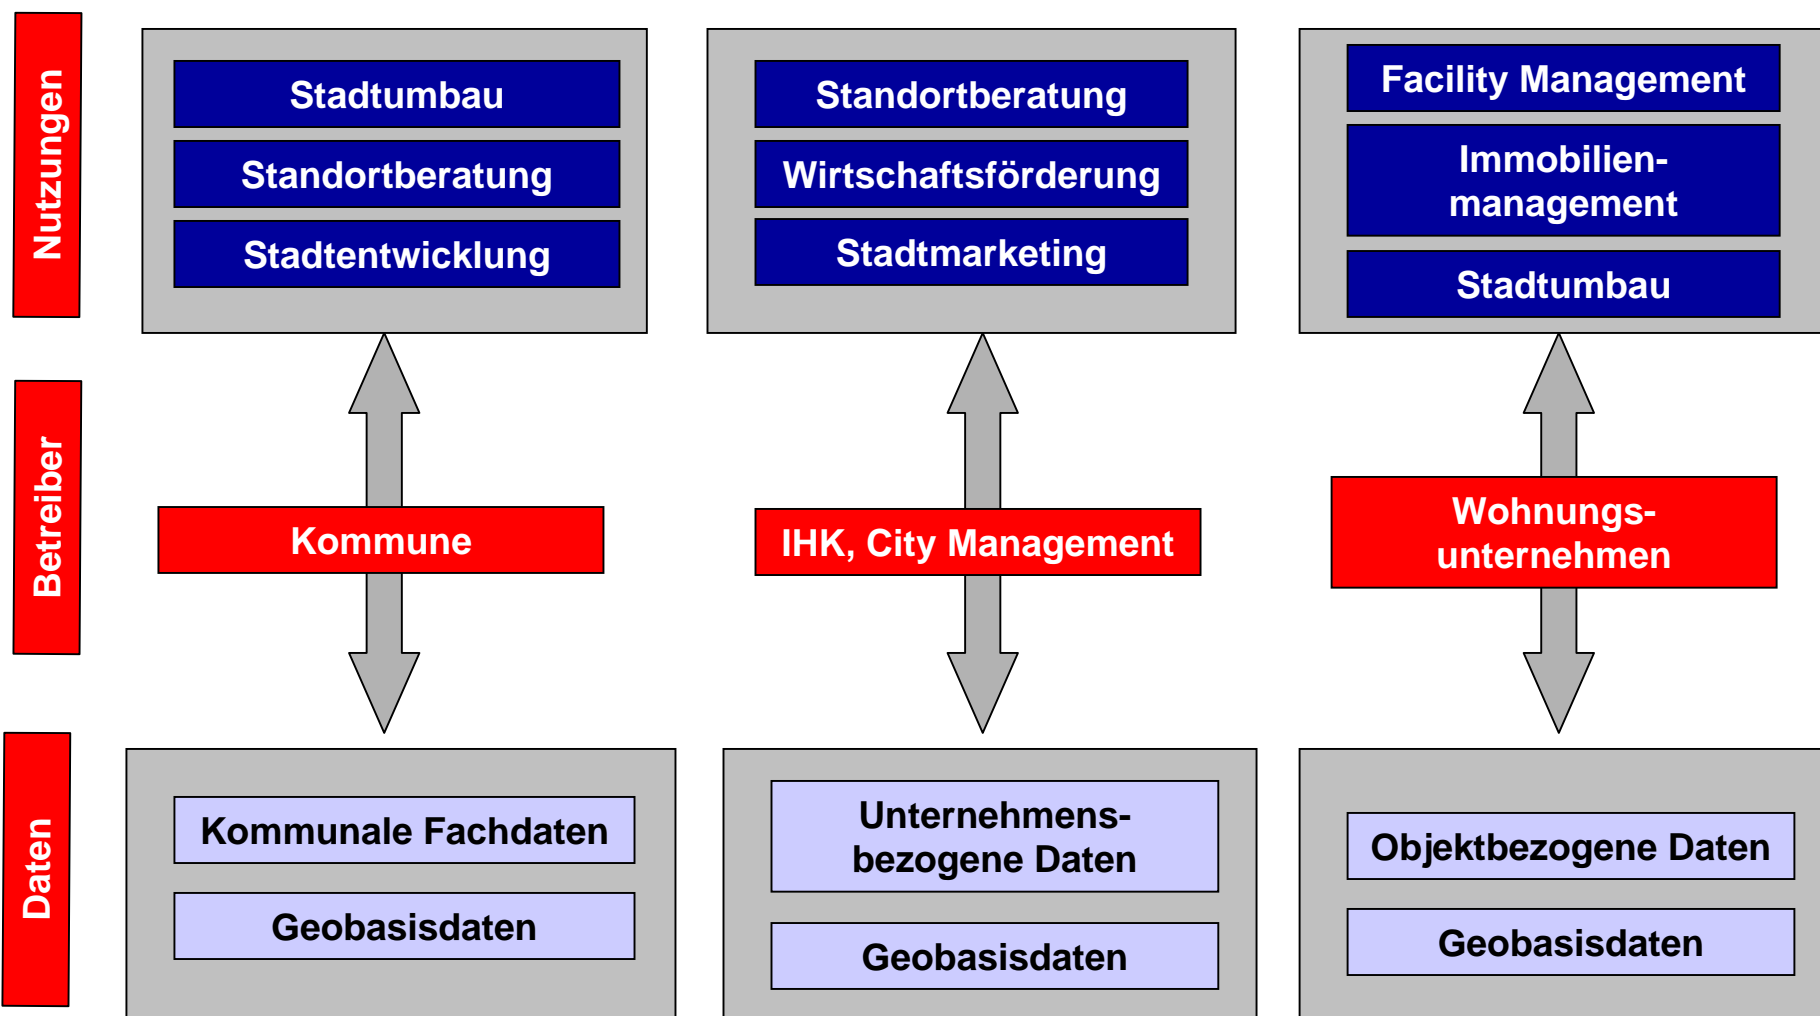 Nutzungen
Stadtumbau
Standortberatung
Stadtentwicklung
Standortberatung
Wirtschaftsförderung
Stadtmarketing
Facility Management
Immobilien-
management
Stadtumbau
Betreiber
Kommune
IHK, City Management
Wohnungs-
unternehmen
Daten
Kommunale Fachdaten
Geobasisdaten
Unternehmens-
bezogene Daten
Geobasisdaten
Objektbezogene Daten
Geobasisdaten